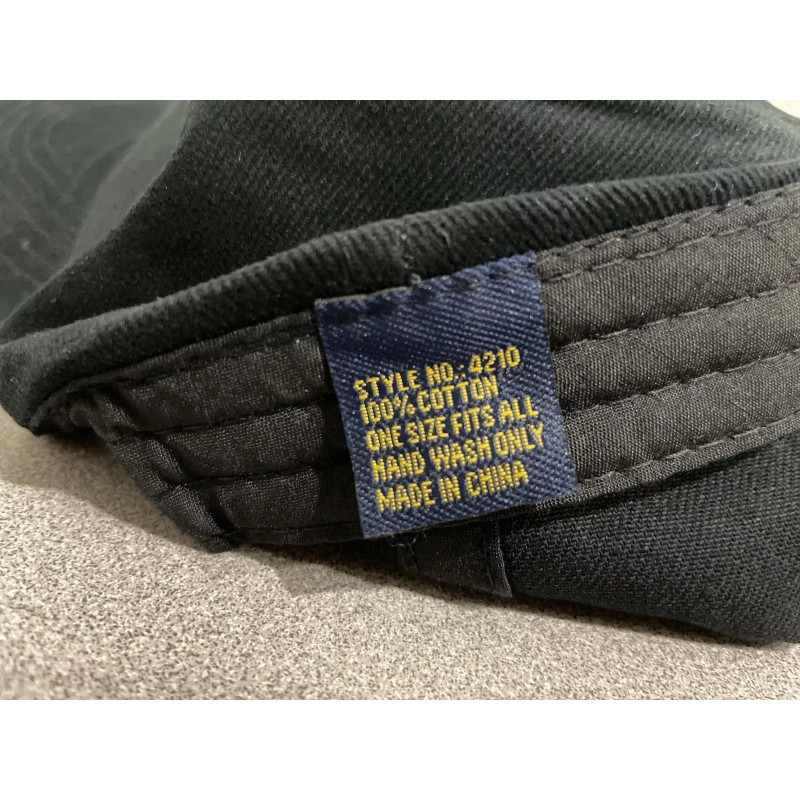 STYLE NO.: 4210
100% COTTON
ONE SIZE FITS ALL
HAND WASH ONLY
MADE IN CHINA